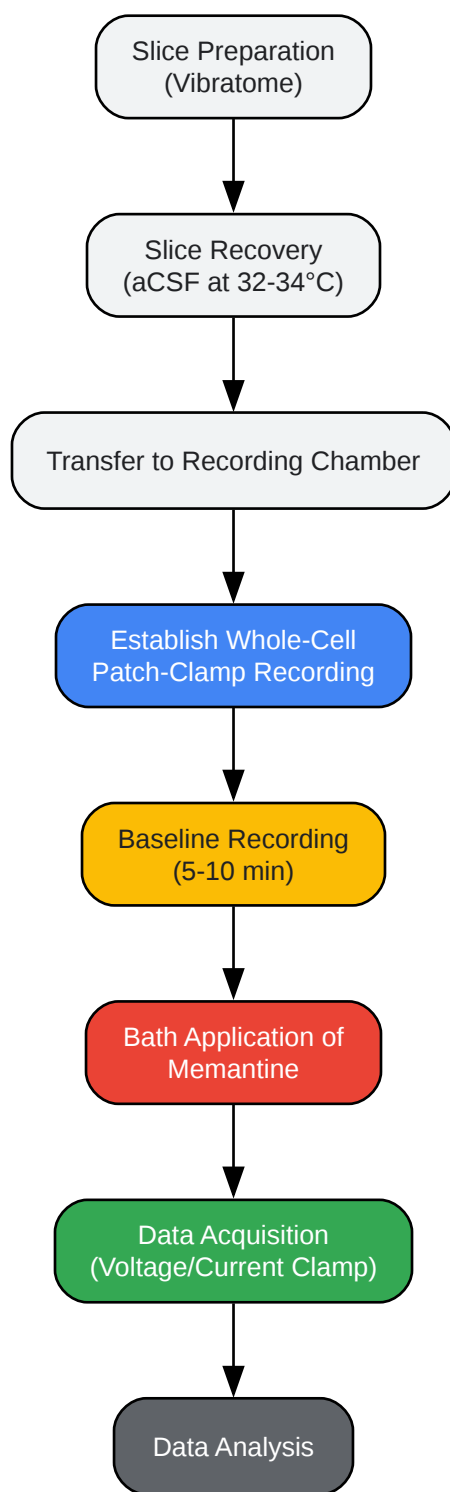 Slice Preparation
(Vibratome)
Slice Recovery
(aCSF at 32-34°C)
Transfer to Recording Chamber
Establish Whole-Cell
Patch-Clamp Recording
Baseline Recording
(5-10 min)
Bath Application of
Memantine
Data Acquisition
(Voltage/Current Clamp)
Data Analysis